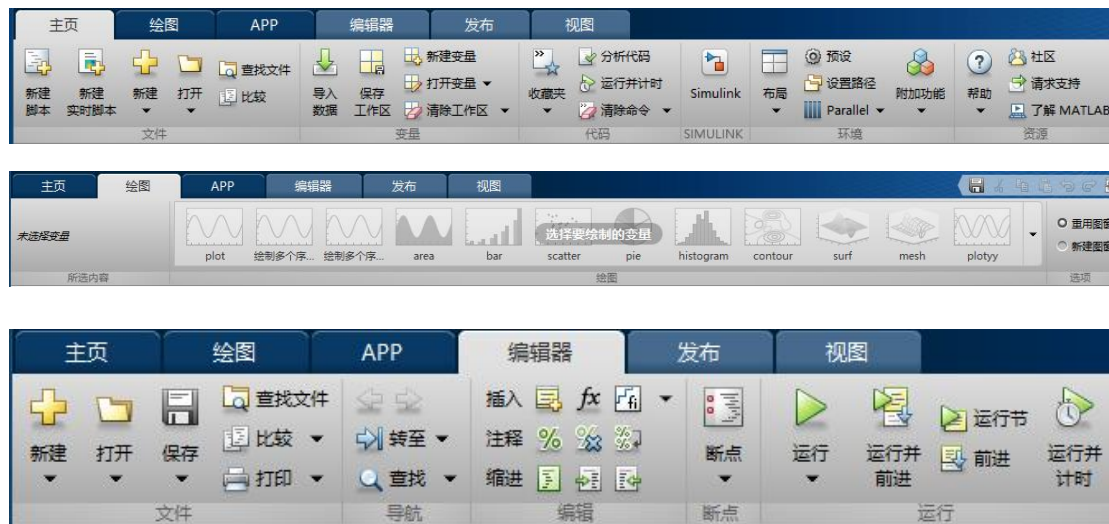 主页 绘图 APP 编辑器 发布 视图
新建脚本 新建实时脚本 新建 打开 查找文件 比较 导入数据 保存工作区 新建变量 打开变量 清除工作区 收藏夹 分析代码 运行并计时 清除命令 Simulink 布局 预设 设置路径 Parallel 附加功能 帮助 社区 请求支持 了解 MATLAB
文件 变量 代码 SIMULINK 环境 资源
主页 绘图 APP 编辑器 发布 视图
未选择变量 选择要绘制的变量 重用图窗
plot 绘制多个序... 绘制多个序... area bar scatter pie histogram contour surf mesh plotyy 新建图窗
所选内容 绘图 选项
主页 绘图 APP 编辑器 发布 视图
新建 打开 保存 查找文件 比较 打印 转至 查找 插入 fx fi 注释 缩进 断点 运行 运行并前进 运行节 前进 运行并计时
文件 导航 编辑 断点 运行